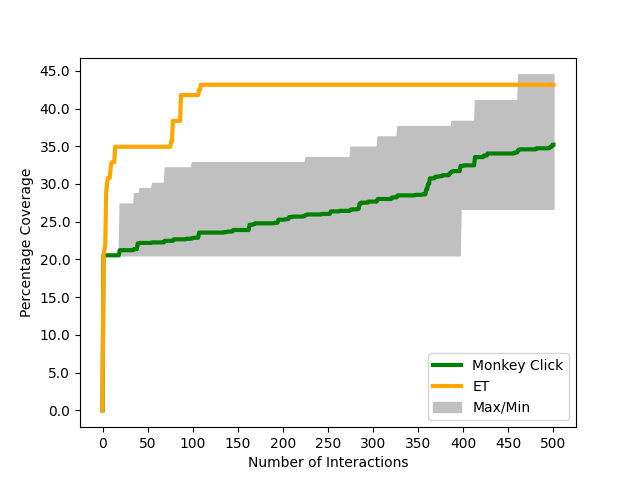 45.0
40.0
35.0
30.0
25.0
20.0
15.0
10.0
5.0
0.0
Percentage Coverage
Monkey Click
ET
Max/Min
0 50 100 150 200 250 300 350 400 450 500
Number of Interactions